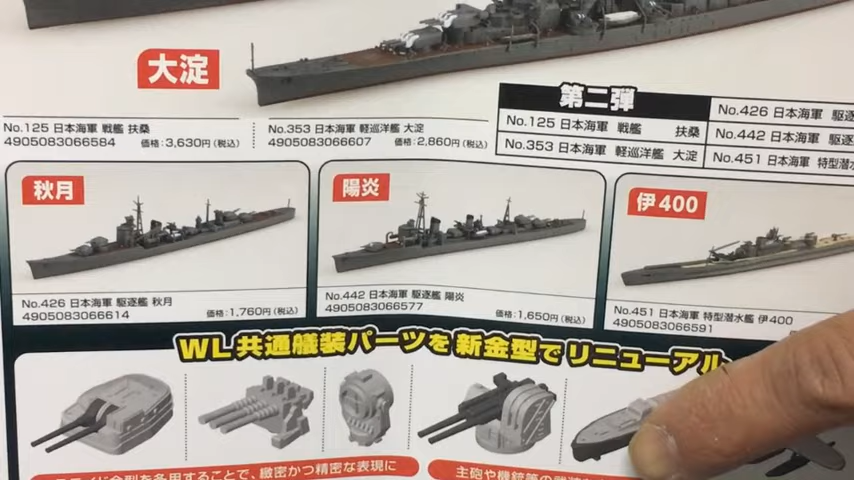 大淀
第二弾
No.125 日本海軍 戦艦 扶桑
4905083066584 価格:3,630円(税込)
No.353 日本海軍 軽巡洋艦 大淀
4905083066607 価格:2,860円(税込)
No.125 日本海軍 戦艦 扶桑
No.353 日本海軍 軽巡洋艦 大淀
No.426 日本海軍 駆逐
No.442 日本海軍 駆逐
No.451 日本海軍 特型潜水
秋月
No.426 日本海軍 駆逐艦 秋月
4905083066614 価格:1,760円(税込)
陽炎
No.442 日本海軍 駆逐艦 陽炎
4905083066577 価格:1,650円(税込)
伊400
No.451 日本海軍 特型潜水艦 伊400
4905083066591
WL共通艤装パーツを新金型でリニューアル
スライド金型を多用することで、緻密かつ精密な表現に
主砲や機銃等の